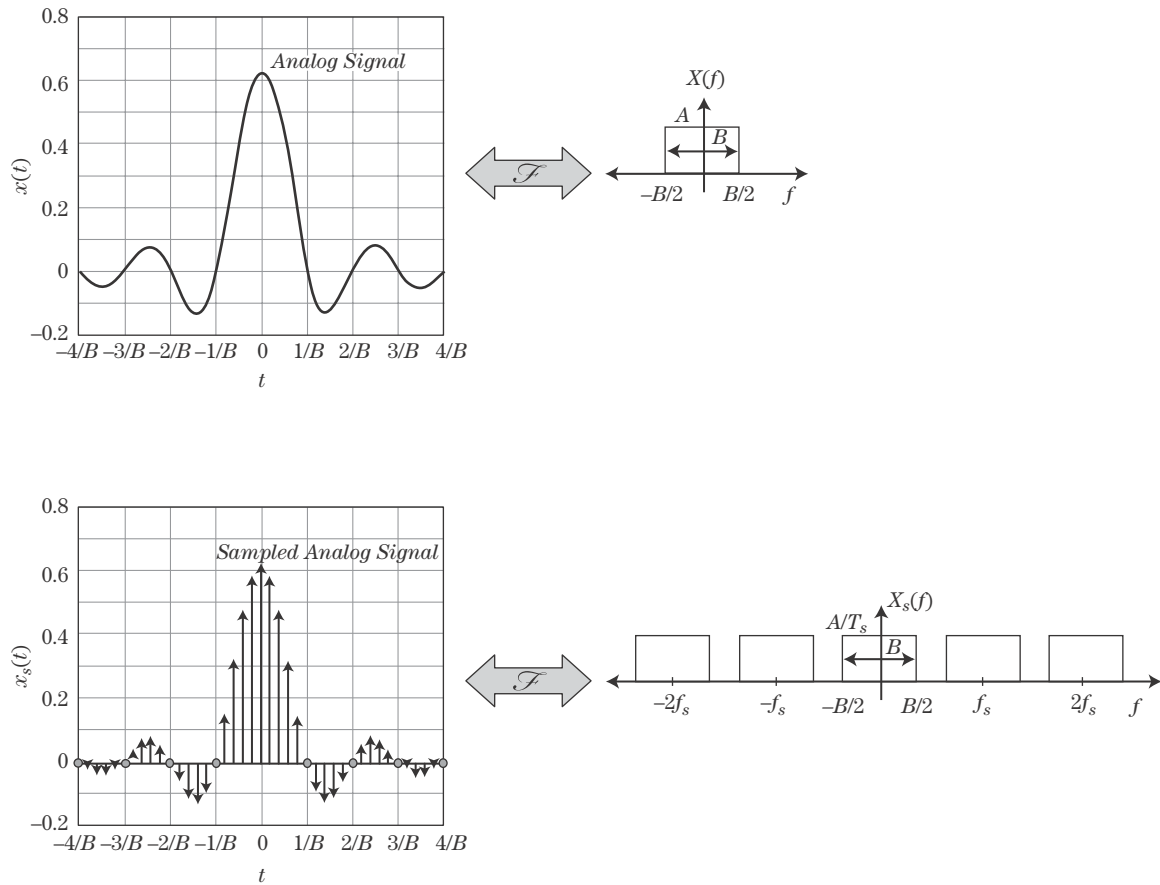 0.8
Analog Signal
0.6
0.4
0.2
0
−0.2
x(t)
−4/B −3/B −2/B −1/B 0 1/B 2/B 3/B 4/B
t
ℱ
X(f)
A
B
−B/2 B/2 f
0.8
Sampled Analog Signal
0.6
0.4
0.2
0
−0.2
xₛ(t)
−4/B −3/B −2/B −1/B 0 1/B 2/B 3/B 4/B
t
ℱ
Xₛ(f)
A/Tₛ
B
−2fₛ −fₛ −B/2 B/2 fₛ 2fₛ f